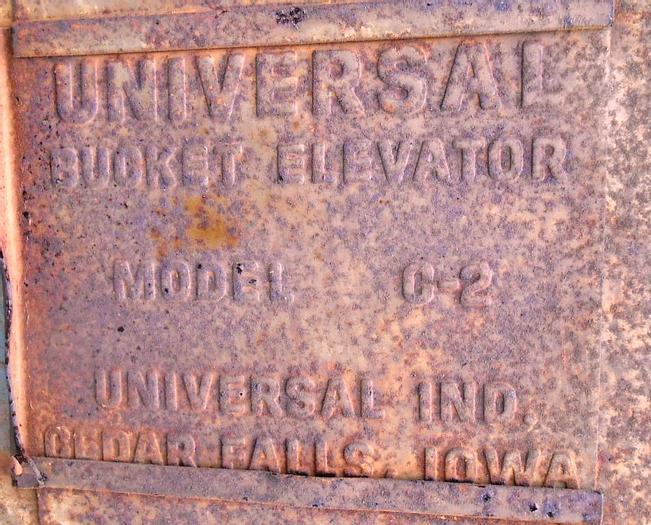 UNIVERSAL
BUCKET ELEVATOR
MODEL C-2
UNIVERSAL IND.
CEDAR FALLS, IOWA